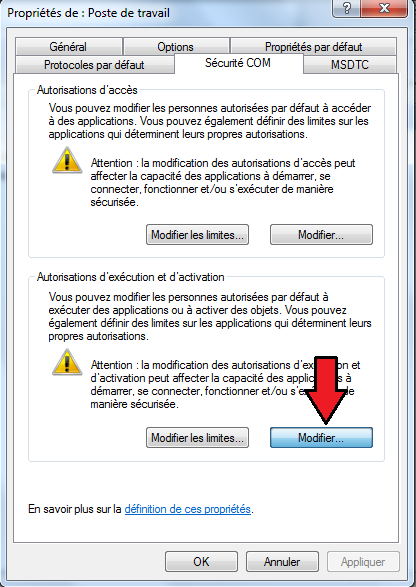 Propriétés de : Poste de travail
Général Options Propriétés par défaut
Protocoles par défaut Sécurité COM MSDTC
Autorisations d'accès
Vous pouvez modifier les personnes autorisées par défaut à accéder
à des applications. Vous pouvez également définir des limites sur les
applications qui déterminent leurs propres autorisations.
Attention : la modification des autorisations d'accès peut
affecter la capacité des applications à démarrer, se
connecter, fonctionner et/ou s'exécuter de manière
sécurisée.
Modifier les limites... Modifier...
Autorisations d'exécution et d'activation
Vous pouvez modifier les personnes autorisées par défaut à
exécuter des applications ou à activer des objets. Vous pouvez
également définir des limites sur les applications qui déterminent leurs
propres autorisations.
Attention : la modification des autorisations et
d'activation peut affecter la capacité des applications à
démarrer, se connecter, fonctionner et/ou de
manière sécurisée.
Modifier les limites... Modifier...
En savoir plus sur la définition de ces propriétés.
OK Annuler Appliquer